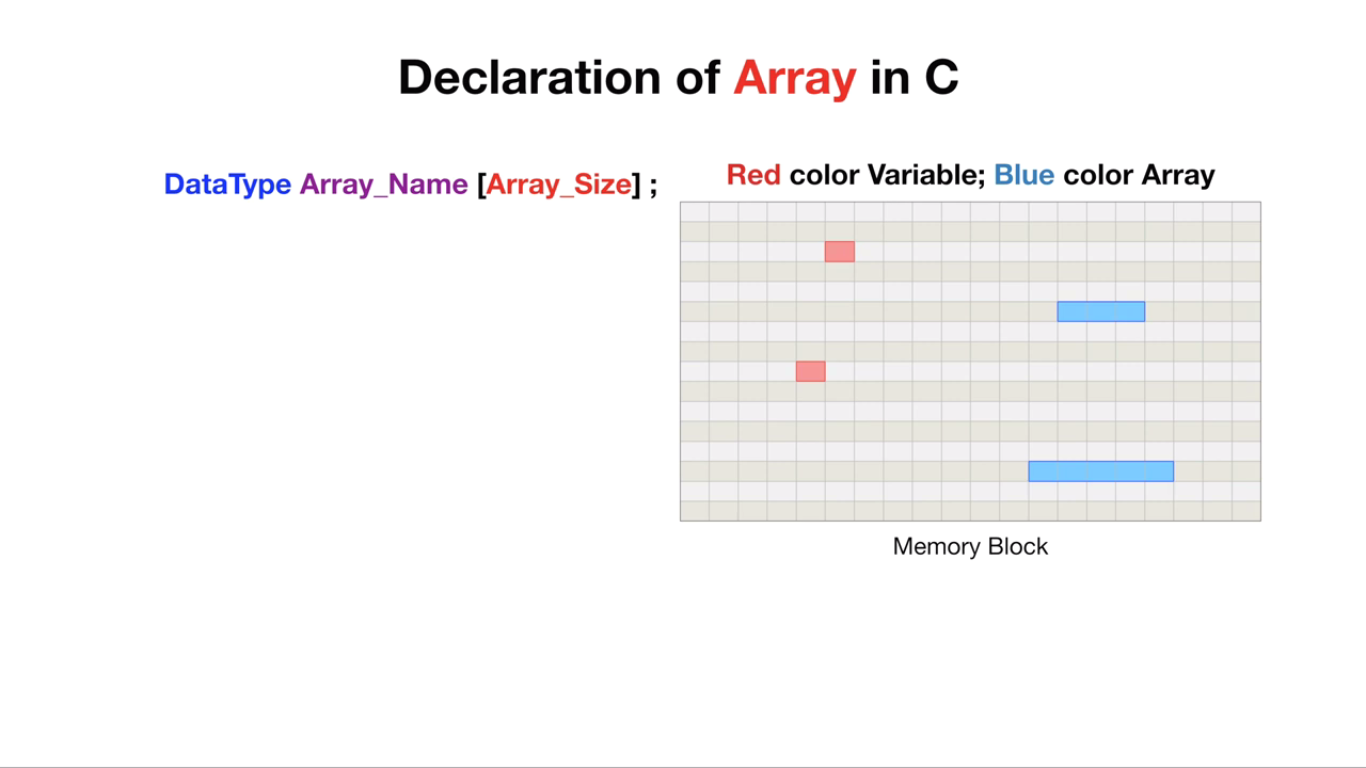 Declaration of Array in C
DataType Array_Name [Array_Size] ;
Red color Variable; Blue color Array
Memory Block